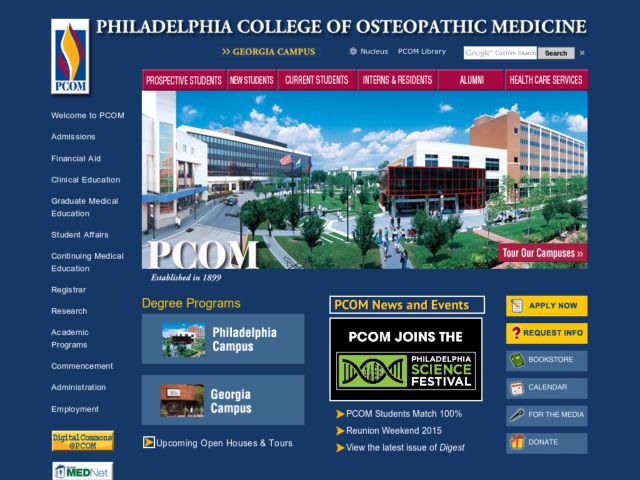 PCOM
PHILADELPHIA COLLEGE OF OSTEOPATHIC MEDICINE
>> GEORGIA CAMPUS
Nucleus
PCOM Library
Google™ Custom Search
Search
×
PROSPECTIVE STUDENTS
NEW STUDENTS
CURRENT STUDENTS
INTERNS & RESIDENTS
ALUMNI
HEALTH CARE SERVICES
Welcome to PCOM
Admissions
Financial Aid
Clinical Education
Graduate Medical
Education
Student Affairs
Continuing Medical
Education
Registrar
Research
Academic
Programs
Commencement
Administration
Employment
Digital Commons
@PCOM
MEDNet
PCOM
Established in 1899
Tour Our Campuses >>
Degree Programs
Philadelphia
Campus
Georgia
Campus
Upcoming Open Houses & Tours
PCOM News and Events
PCOM JOINS THE
PHILADELPHIA
SCIENCE
FESTIVAL
PCOM Students Match 100%
Reunion Weekend 2015
View the latest issue of Digest
APPLY NOW
REQUEST INFO
BOOKSTORE
CALENDAR
FOR THE MEDIA
DONATE